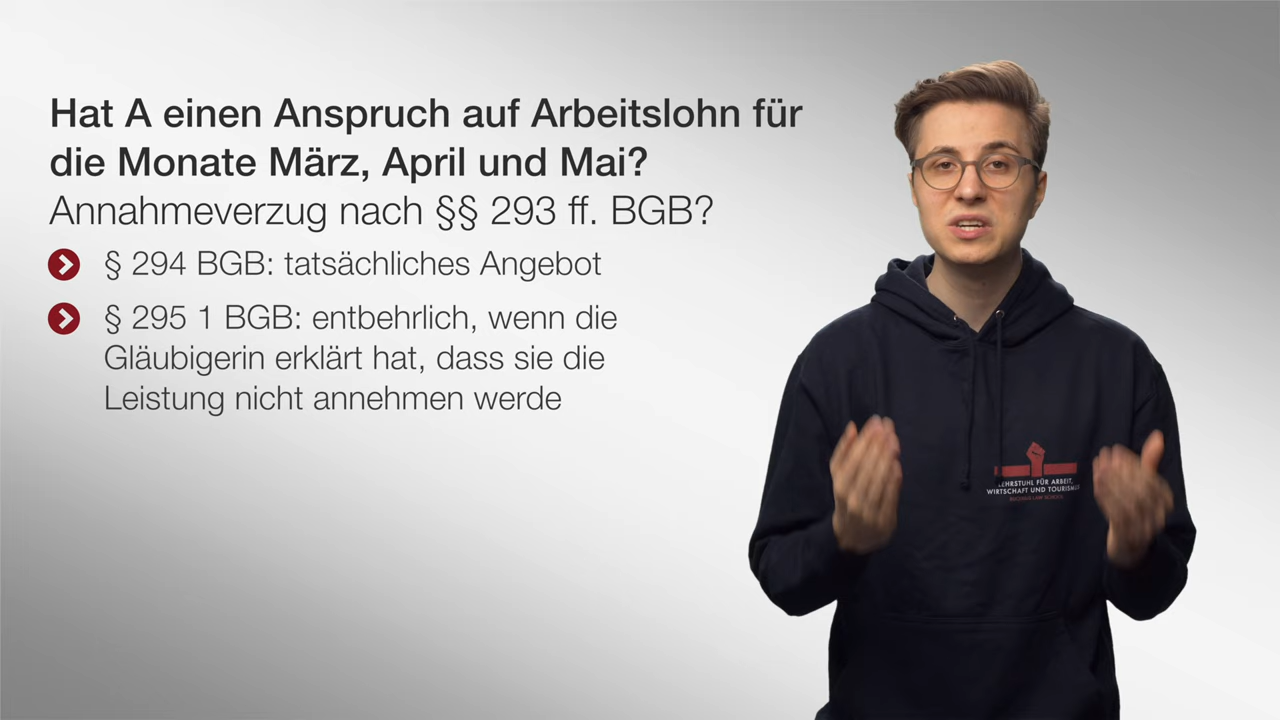 Hat A einen Anspruch auf Arbeitslohn für
die Monate März, April und Mai?
Annahmeverzug nach §§ 293 ff. BGB?
§ 294 BGB: tatsächliches Angebot
§ 295 1 BGB: entbehrlich, wenn die
Gläubigerin erklärt hat, dass sie die
Leistung nicht annehmen werde
LEHRSTUHL FÜR ARBEIT,
WIRTSCHAFT UND TOURISMUS